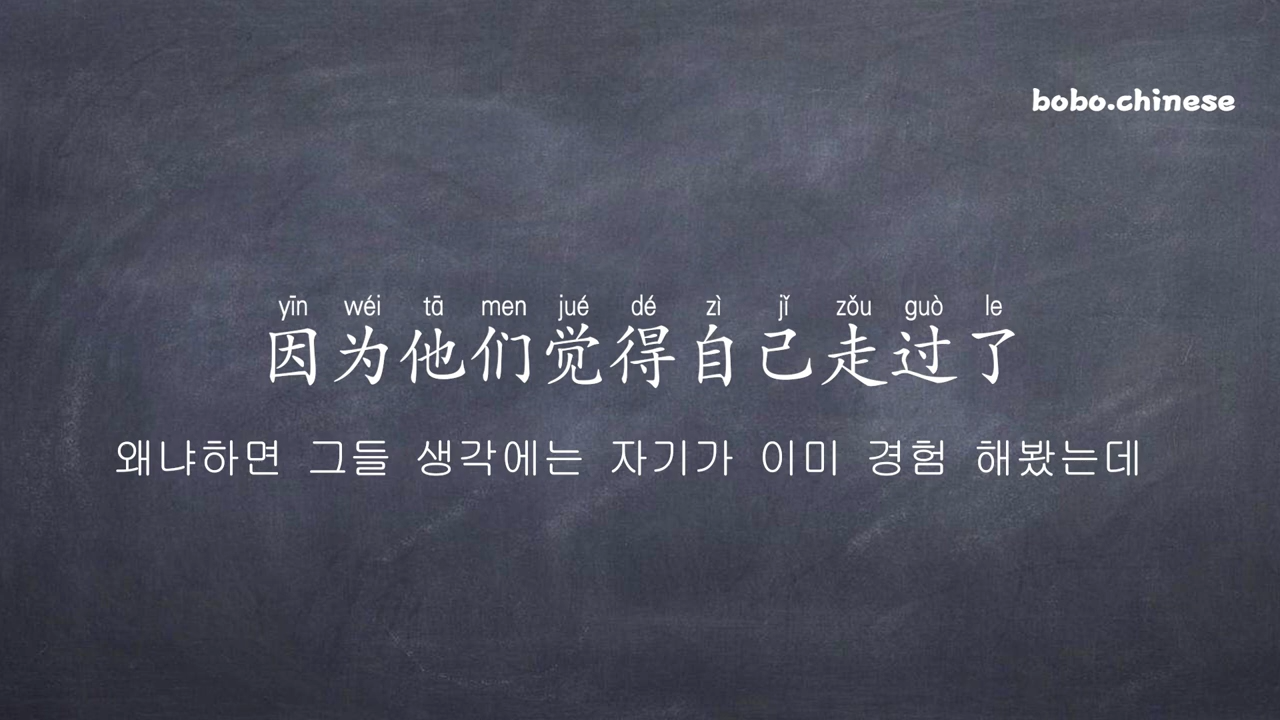 bobo.chinese
yīn wéi tā men jué dé zì jǐ zǒu guò le
因为他们觉得自己走过了
왜냐하면 그들 생각에는 자기가 이미 경험 해봤는데